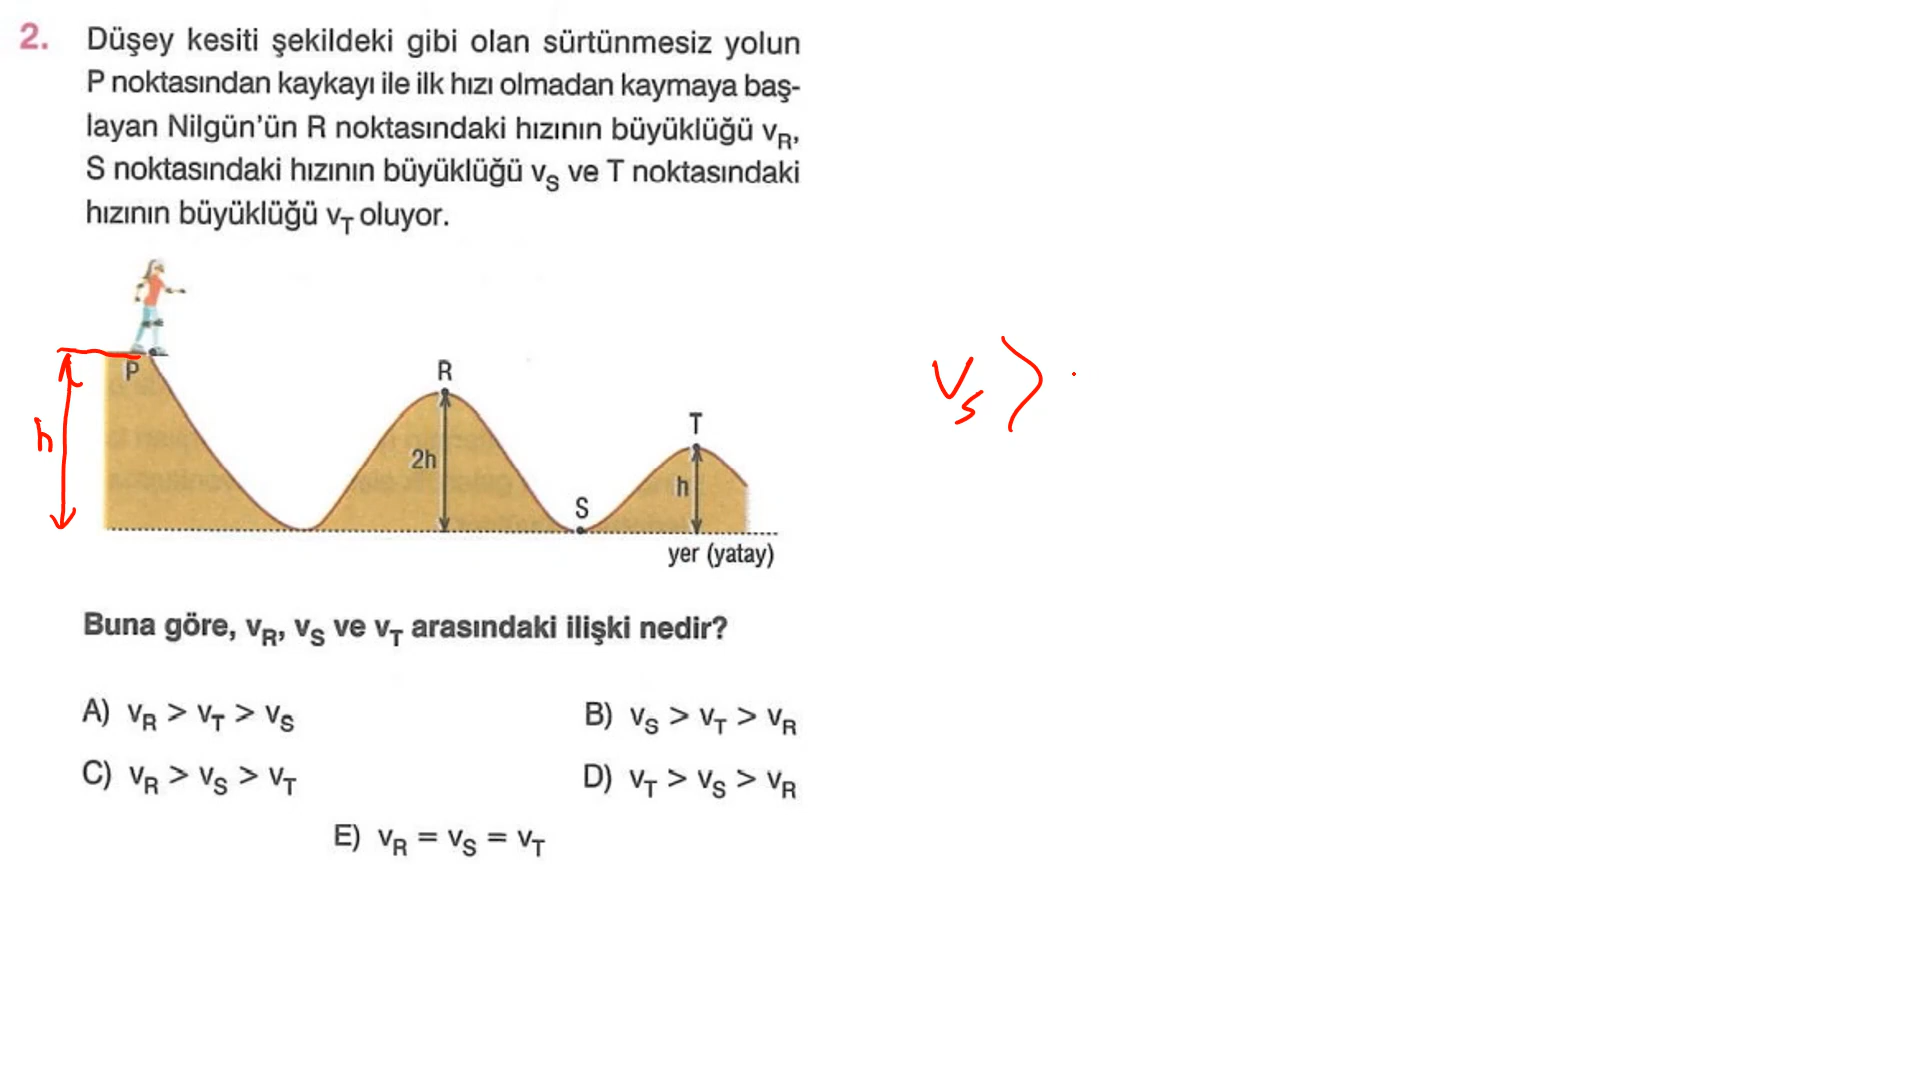 2. Düşey kesiti şekildeki gibi olan sürtünmesiz yolun
P noktasından kaykayı ile ilk hızı olmadan kaymaya baş-
layan Nilgün'ün R noktasındaki hızının büyüklüğü vR,
S noktasındaki hızının büyüklüğü vS ve T noktasındaki
hızının büyüklüğü vT oluyor.
P
R
T
h
2h
h
S
yer (yatay)
vs >
Buna göre, vR, vS ve vT arasındaki ilişki nedir?
A) vR > vT > vS
B) vS > vT > vR
C) vR > vS > vT
D) vT > vS > vR
E) vR = vS = vT